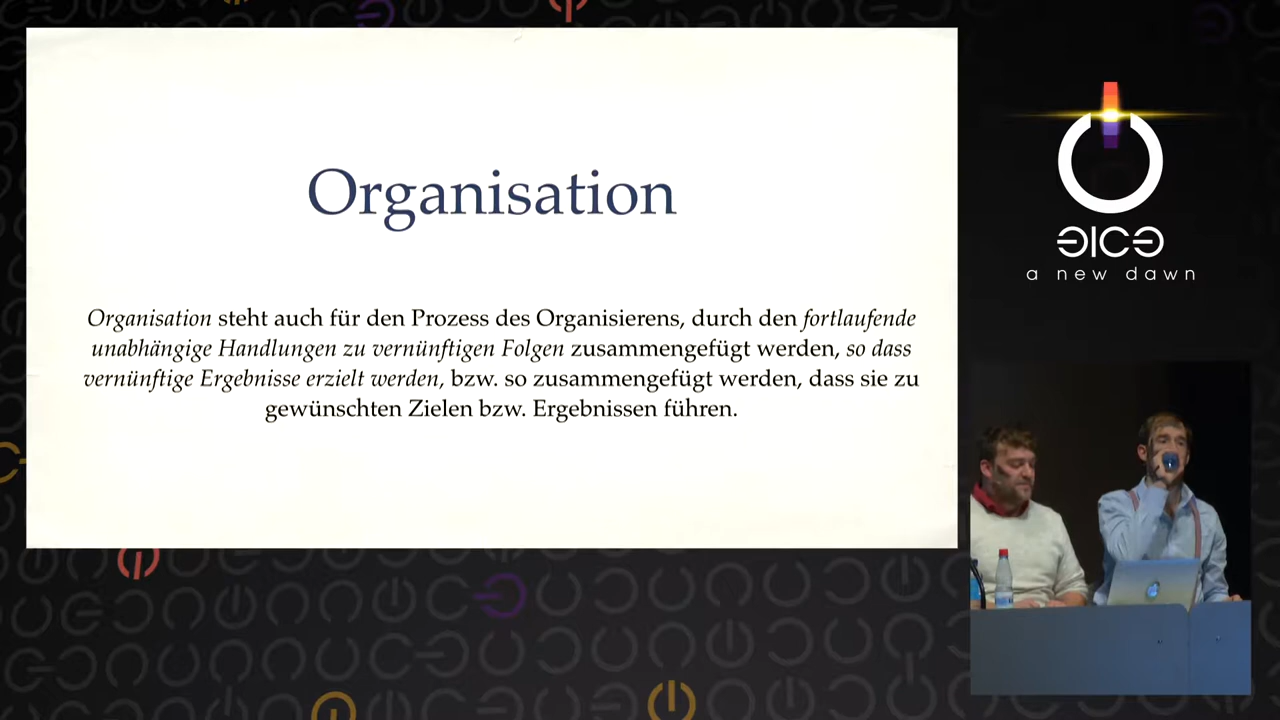 Organisation
Organisation steht auch für den Prozess des Organisierens, durch den fortlaufende
unabhängige Handlungen zu vernünftigen Folgen zusammengefügt werden, so dass
vernünftige Ergebnisse erzielt werden, bzw. so zusammengefügt werden, dass sie zu
gewünschten Zielen bzw. Ergebnissen führen.
a new dawn